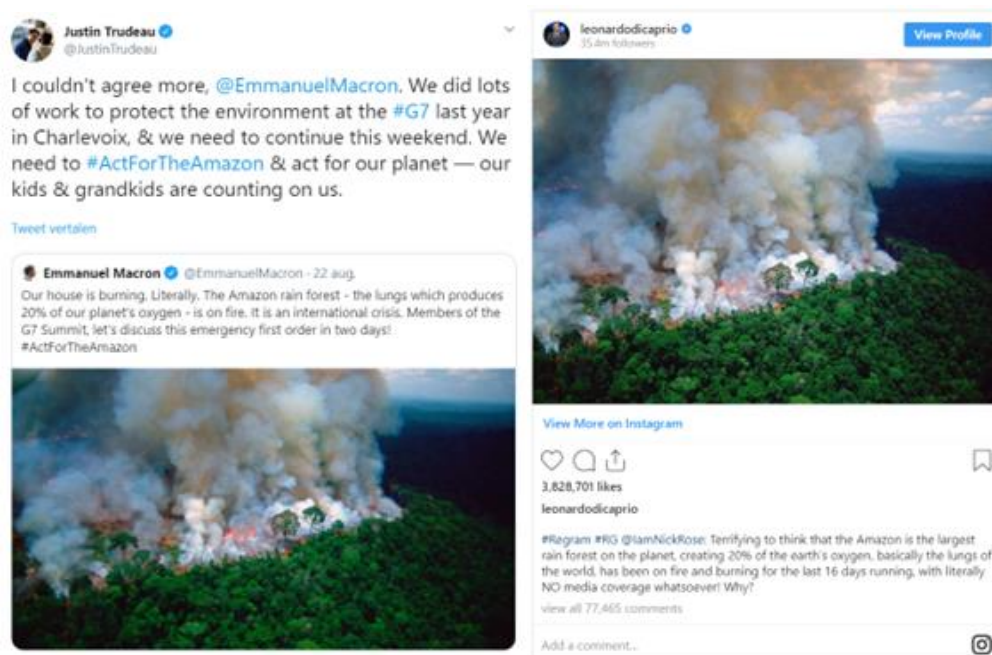 Justin Trudeau
@JustinTrudeau
I couldn't agree more, @EmmanuelMacron. We did lots
of work to protect the environment at the #G7 last year
in Charlevoix, & we need to continue this weekend. We
need to #ActForTheAmazon & act for our planet — our
kids & grandkids are counting on us.
Tweet vertalen
Emmanuel Macron @EmmanuelMacron · 22 aug.
Our house is burning. Literally. The Amazon rain forest - the lungs which produces
20% of our planet's oxygen - is on fire. It is an international crisis. Members of the
G7 Summit, let's discuss this emergency first order in two days!
#ActForTheAmazon
leonardodicaprio
35.4m followers
View Profile
View More on Instagram
3,828,701 likes
leonardodicaprio
#Regram #RG @IamNickRose: Terrifying to think that the Amazon is the largest
rain forest on the planet, creating 20% of the earth's oxygen, basically the lungs of
the world, has been on fire and burning for the last 16 days running, with literally
NO media coverage whatsoever! Why?
view all 77,465 comments
Add a comment...